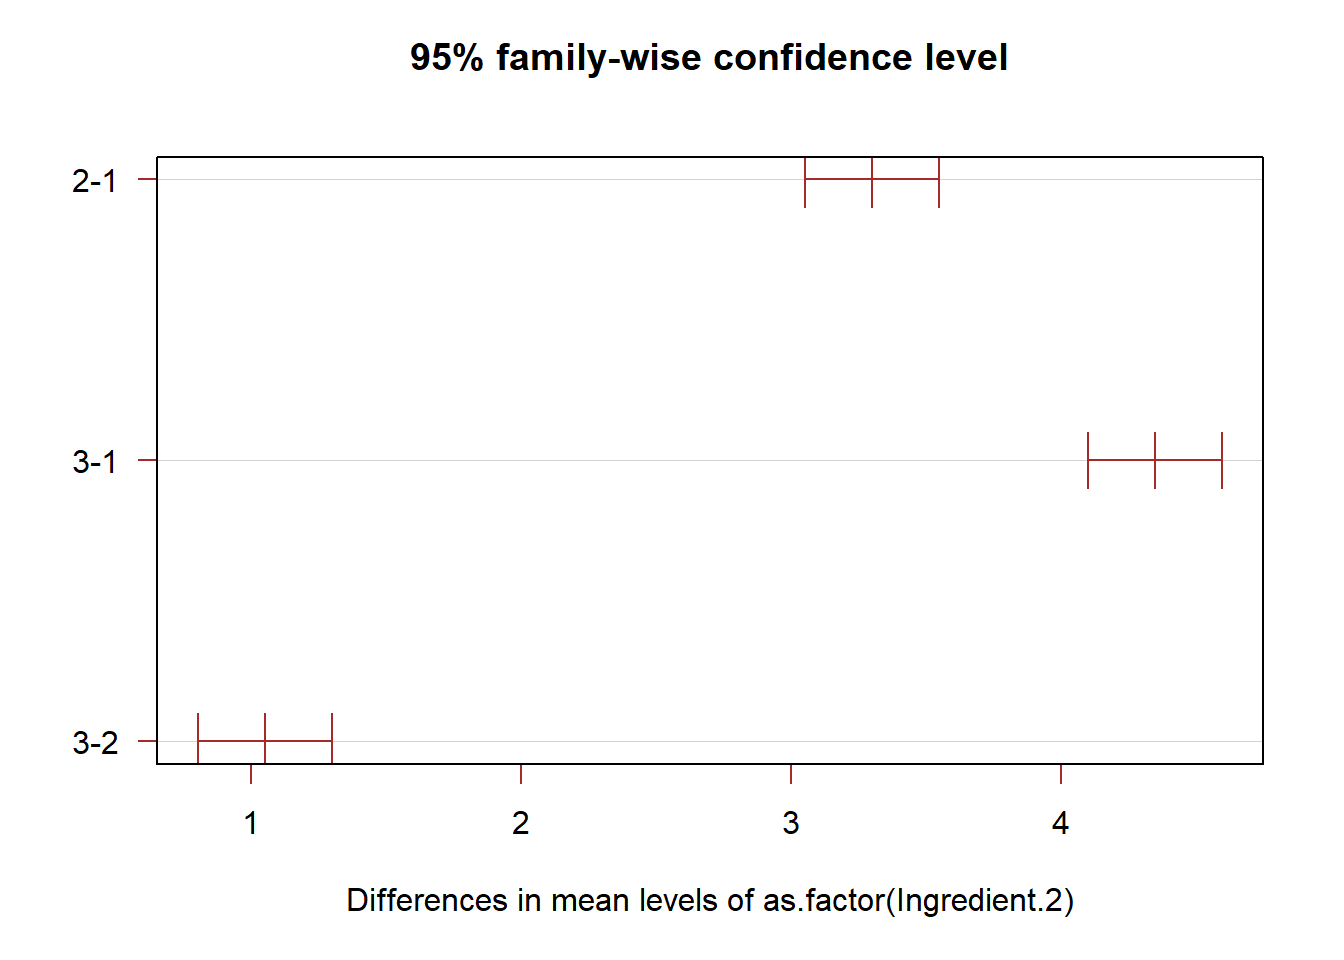 95% family-wise confidence level
2-1
3-1
3-2
1 2 3 4
Differences in mean levels of as.factor(Ingredient.2)